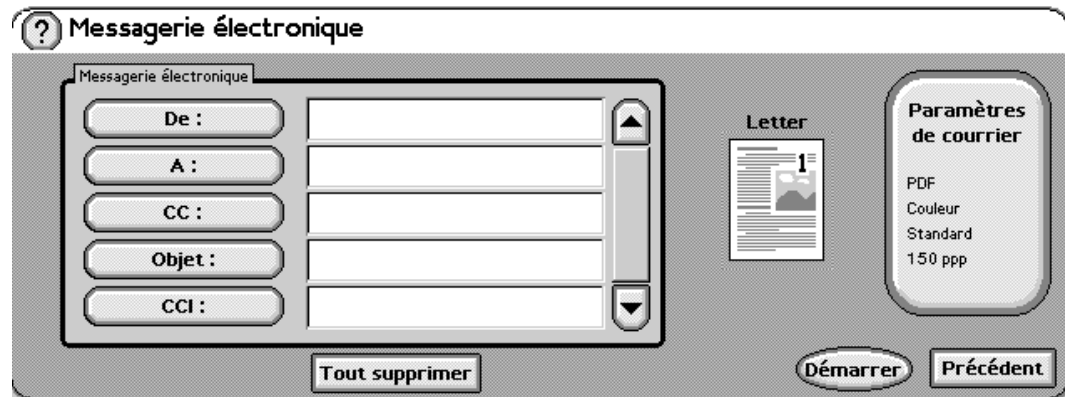 ? Messagerie électronique
Messagerie électronique
De :
A :
CC :
Objet :
CCI :
Letter
1
Paramètres
de courrier
PDF
Couleur
Standard
150 ppp
Tout supprimer
Démarrer
Précédent